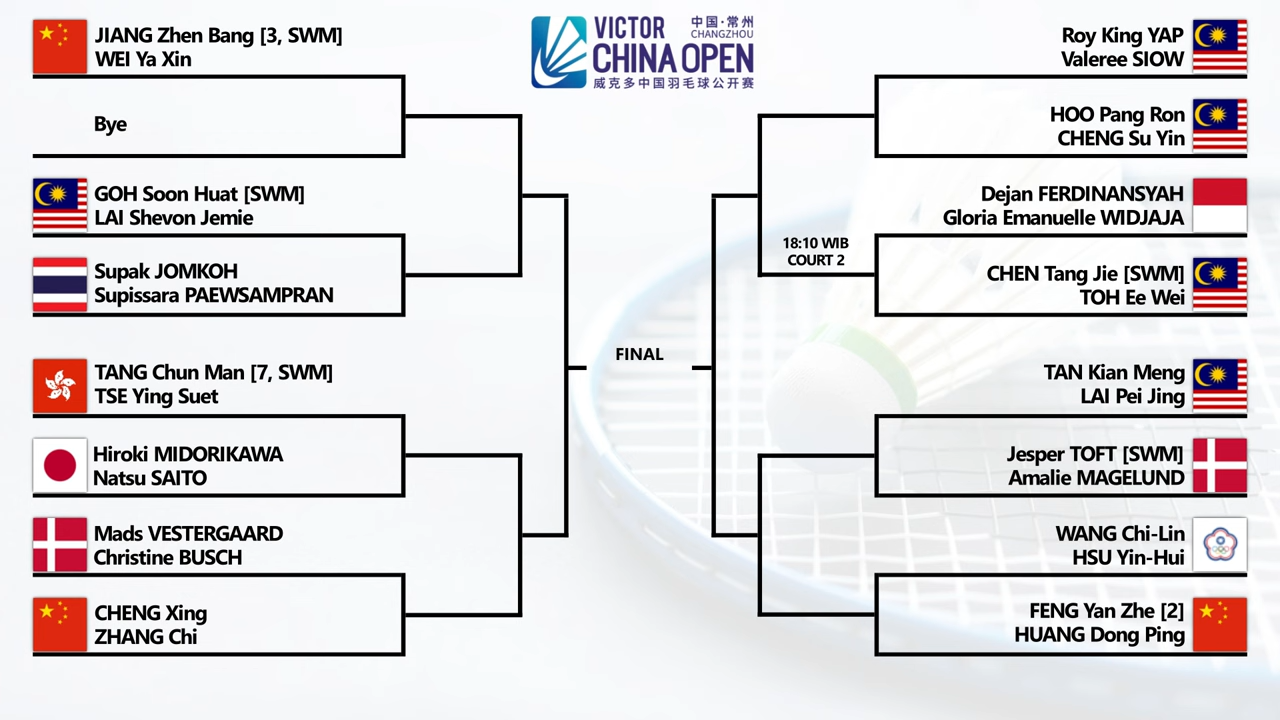 JIANG Zhen Bang [3, SWM]
WEI Ya Xin
Bye
GOH Soon Huat [SWM]
LAI Shevon Jemie
Supak JOMKOH
Supissara PAEWSAMPRAN
TANG Chun Man [7, SWM]
TSE Ying Suet
Hiroki MIDORIKAWA
Natsu SAITO
Mads VESTERGAARD
Christine BUSCH
CHENG Xing
ZHANG Chi
VICTOR
中国·常州
CHANGZHOU
CHINA OPEN
威克多中国羽毛球公开赛
FINAL
18:10 WIB
COURT 2
Roy King YAP
Valeree SIOW
HOO Pang Ron
CHENG Su Yin
Dejan FERDINANSYAH
Gloria Emanuelle WIDJAJA
CHEN Tang Jie [SWM]
TOH Ee Wei
TAN Kian Meng
LAI Pei Jing
Jesper TOFT [SWM]
Amalie MAGELUND
WANG Chi-Lin
HSU Yin-Hui
FENG Yan Zhe [2]
HUANG Dong Ping